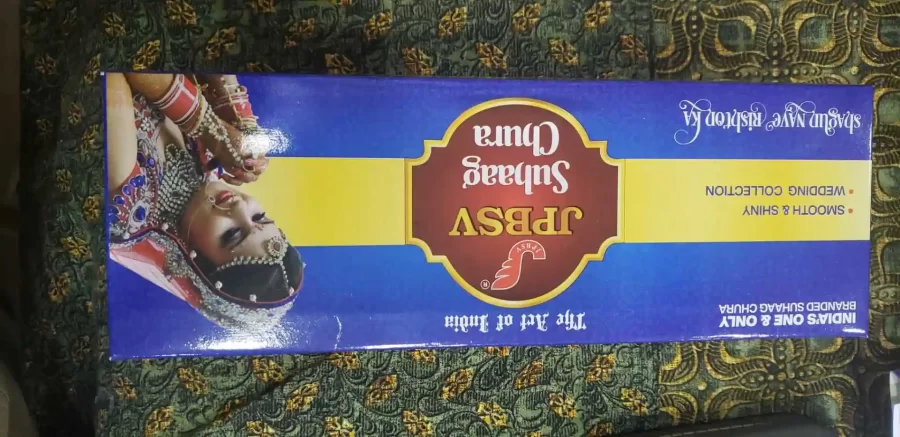 INDIA'S ONE & ONLY
BRANDED SUHAAG CHURA
The Art of India
®
JPBSV
JPBSV
Suhaag
Chura
• SMOOTH & SHINY
• WEDDING COLLECTION
SHAGUN NAYE RISHTON KA